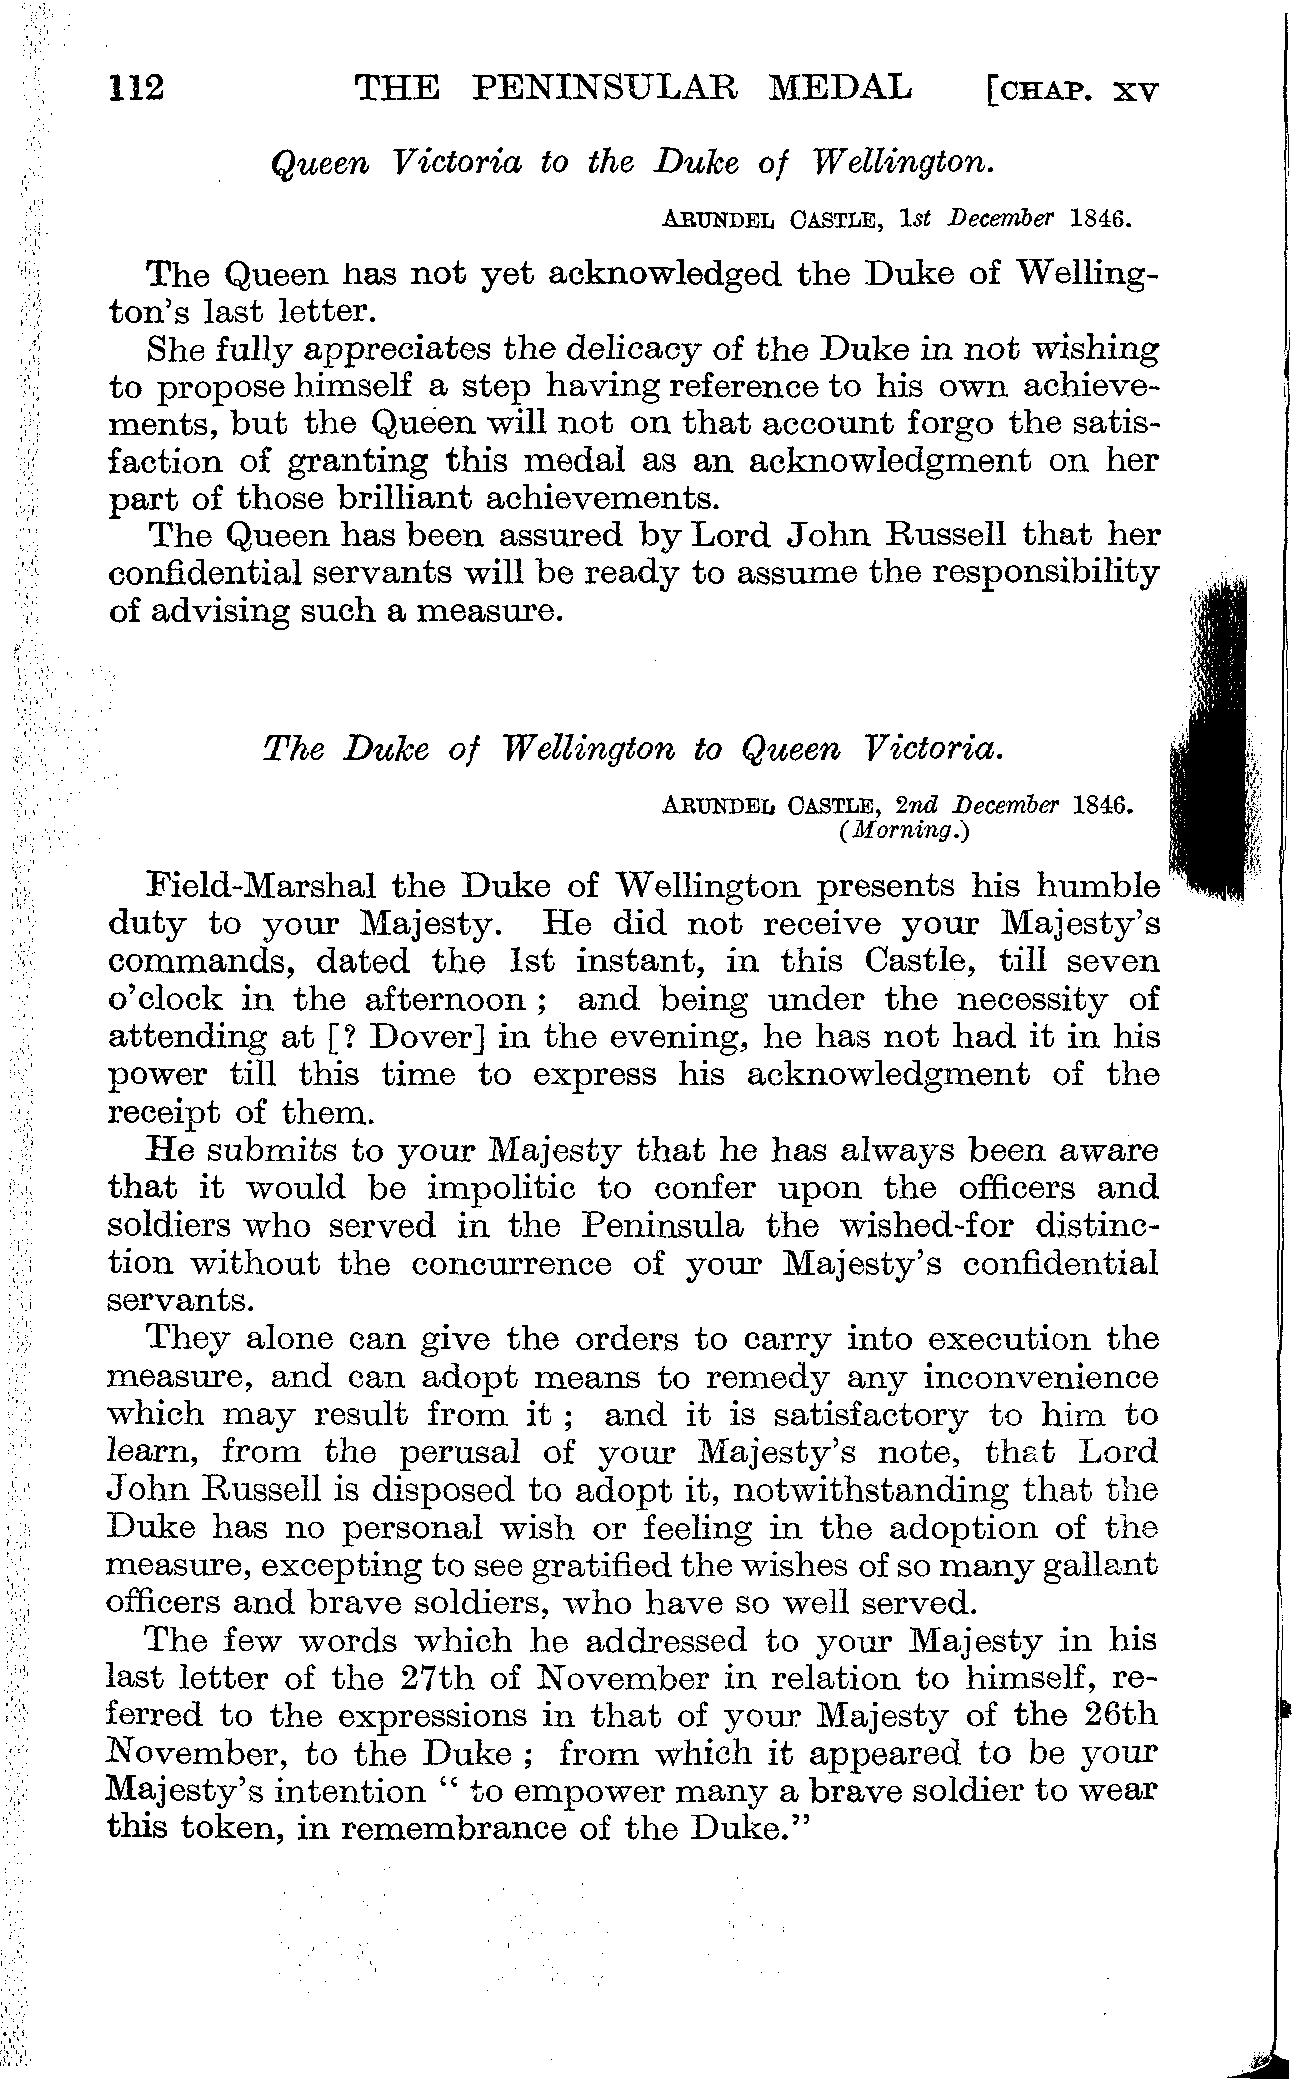 112 THE PENINSULAR MEDAL [CHAP. XV
Queen Victoria to the Duke of Wellington.
ARUNDEL CASTLE, 1st December 1846.
The Queen has not yet acknowledged the Duke of Welling-
ton's last letter.
She fully appreciates the delicacy of the Duke in not wishing
to propose himself a step having reference to his own achieve-
ments, but the Queen will not on that account forgo the satis-
faction of granting this medal as an acknowledgment on her
part of those brilliant achievements.
The Queen has been assured by Lord John Russell that her
confidential servants will be ready to assume the responsibility
of advising such a measure.
The Duke of Wellington to Queen Victoria.
ARUNDEL CASTLE, 2nd December 1846.
(Morning.)
Field-Marshal the Duke of Wellington presents his humble
duty to your Majesty. He did not receive your Majesty's
commands, dated the 1st instant, in this Castle, till seven
o'clock in the afternoon ; and being under the necessity of
attending at [? Dover] in the evening, he has not had it in his
power till this time to express his acknowledgment of the
receipt of them.
He submits to your Majesty that he has always been aware
that it would be impolitic to confer upon the officers and
soldiers who served in the Peninsula the wished-for distinc-
tion without the concurrence of your Majesty's confidential
servants.
They alone can give the orders to carry into execution the
measure, and can adopt means to remedy any inconvenience
which may result from it ; and it is satisfactory to him to
learn, from the perusal of your Majesty's note, that Lord
John Russell is disposed to adopt it, notwithstanding that the
Duke has no personal wish or feeling in the adoption of the
measure, excepting to see gratified the wishes of so many gallant
officers and brave soldiers, who have so well served.
The few words which he addressed to your Majesty in his
last letter of the 27th of November in relation to himself, re-
ferred to the expressions in that of your Majesty of the 26th
November, to the Duke ; from which it appeared to be your
Majesty's intention " to empower many a brave soldier to wear
this token, in remembrance of the Duke."